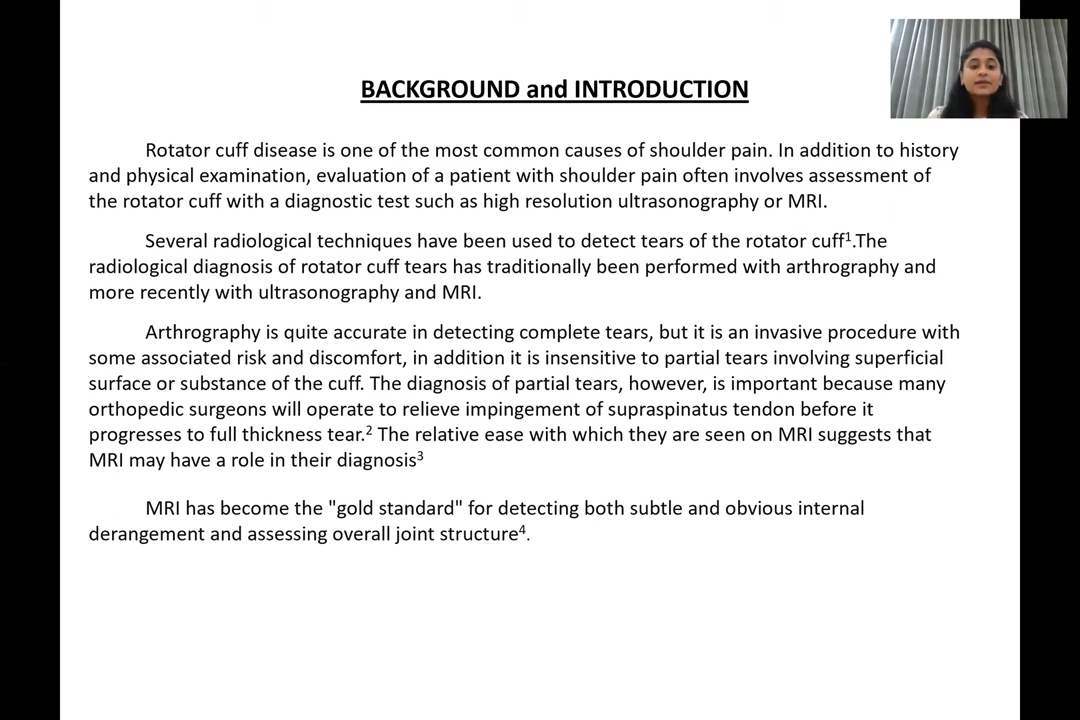 BACKGROUND and INTRODUCTION
Rotator cuff disease is one of the most common causes of shoulder pain. In addition to history
and physical examination, evaluation of a patient with shoulder pain often involves assessment of
the rotator cuff with a diagnostic test such as high resolution ultrasonography or MRI.
Several radiological techniques have been used to detect tears of the rotator cuff¹.The
radiological diagnosis of rotator cuff tears has traditionally been performed with arthrography and
more recently with ultrasonography and MRI.
Arthrography is quite accurate in detecting complete tears, but it is an invasive procedure with
some associated risk and discomfort, in addition it is insensitive to partial tears involving superficial
surface or substance of the cuff. The diagnosis of partial tears, however, is important because many
orthopedic surgeons will operate to relieve impingement of supraspinatus tendon before it
progresses to full thickness tear.² The relative ease with which they are seen on MRI suggests that
MRI may have a role in their diagnosis³
MRI has become the "gold standard" for detecting both subtle and obvious internal
derangement and assessing overall joint structure⁴.